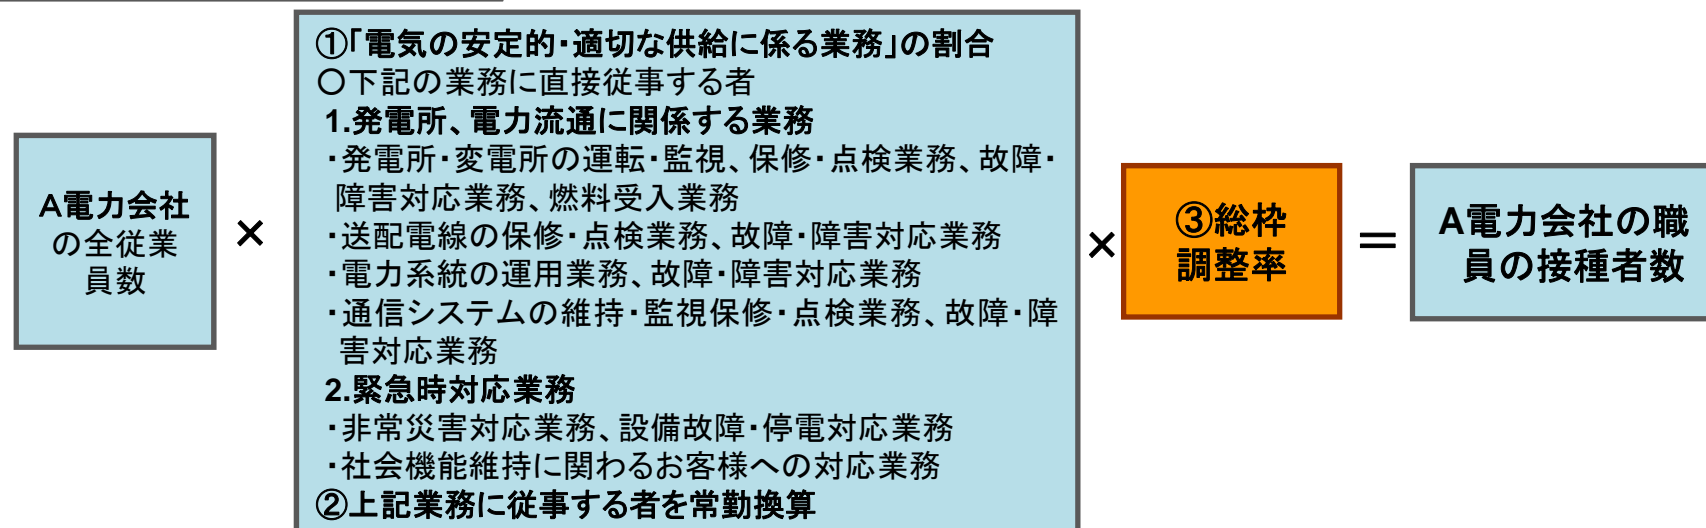 A電力会社
の全従業
員数
×
①「電気の安定的・適切な供給に係る業務」の割合
○下記の業務に直接従事する者
1.発電所、電力流通に関係する業務
・発電所・変電所の運転・監視、保修・点検業務、故障・
障害対応業務、燃料受入業務
・送配電線の保修・点検業務、故障・障害対応業務
・電力系統の運用業務、故障・障害対応業務
・通信システムの維持・監視保修・点検業務、故障・障
害対応業務
2.緊急時対応業務
・非常災害対応業務、設備故障・停電対応業務
・社会機能維持に関わるお客様への対応業務
②上記業務に従事する者を常勤換算
×
③総枠
調整率
＝
A電力会社の職
員の接種者数